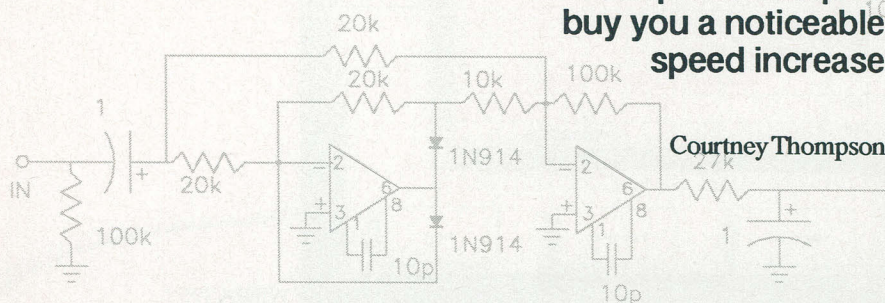 buy you a noticeable
speed increase
Courtney Thompson
20k
20k
10k
100k
1
+
IN
20k
100k
2
−
+
3
1
6
8
10p
1N914
1N914
2
−
+
3
1
6
8
10p
27k
+
1